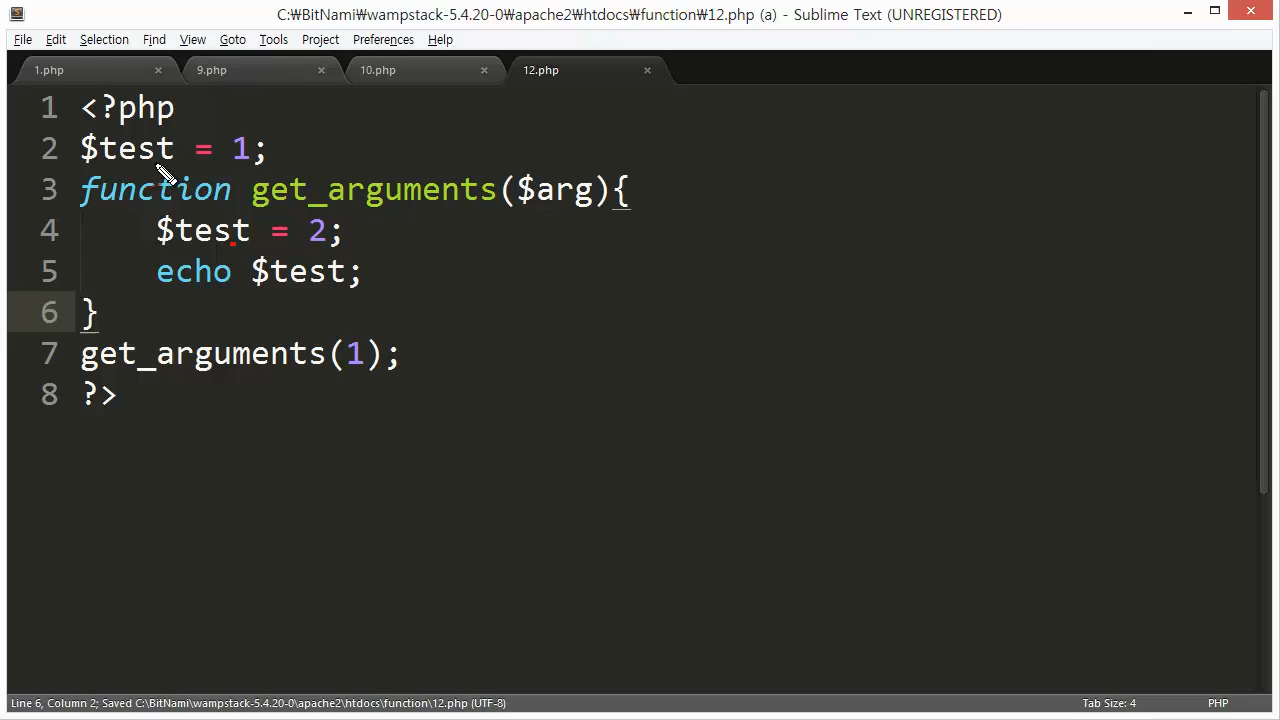 C:₩BitNami₩wampstack-5.4.20-0₩apache2₩htdocs₩function₩12.php (a) - Sublime Text (UNREGISTERED)
File Edit Selection Find View Goto Tools Project Preferences Help
1.php × 9.php × 10.php × 12.php ×
1 <?php
2 $test = 1;
3 function get_arguments($arg){
4 $test = 2;
5 echo $test;
6 }
7 get_arguments(1);
8 ?>
Line 6, Column 2; Saved C:\BitNami\wampstack-5.4.20-0\apache2\htdocs\function\12.php (UTF-8) Tab Size: 4 PHP